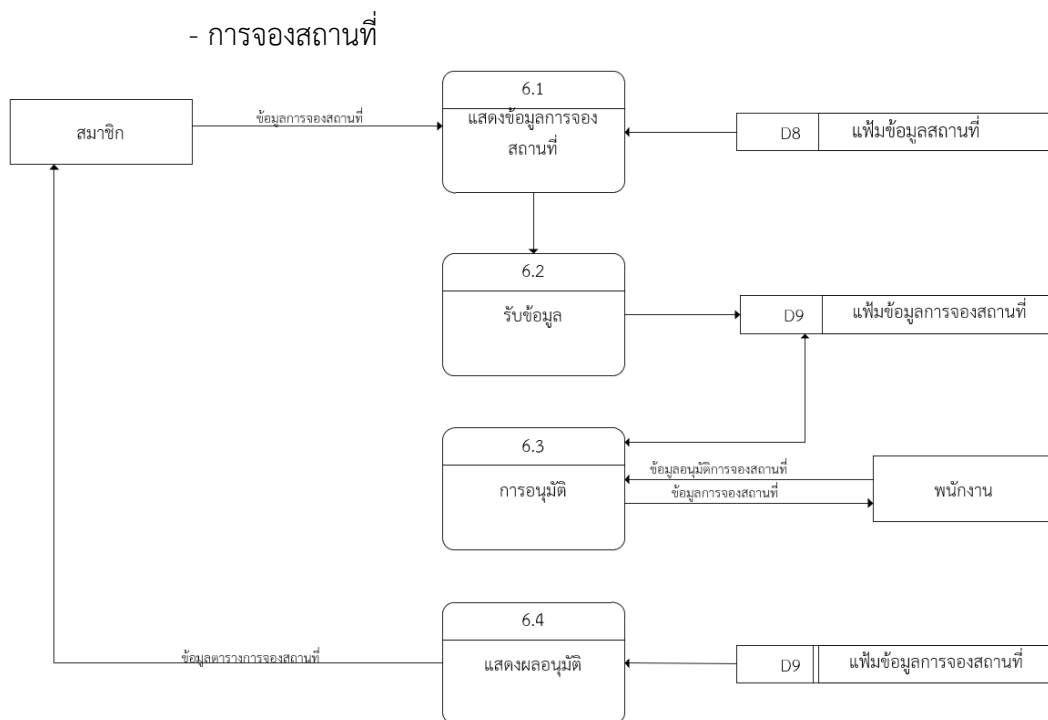 - การจองสถานที่
6.1
แสดงข้อมูลการจอง
สถานที่
สมาชิก
ข้อมูลการจองสถานที่
D8
แฟ้มข้อมูลสถานที่
6.2
รับข้อมูล
D9
แฟ้มข้อมูลการจองสถานที่
6.3
การอนุมัติ
ข้อมูลอนุมัติการจองสถานที่
ข้อมูลการจองสถานที่
พนักงาน
6.4
แสดงผลอนุมัติ
ข้อมูลตารางการจองสถานที่
D9
แฟ้มข้อมูลการจองสถานที่